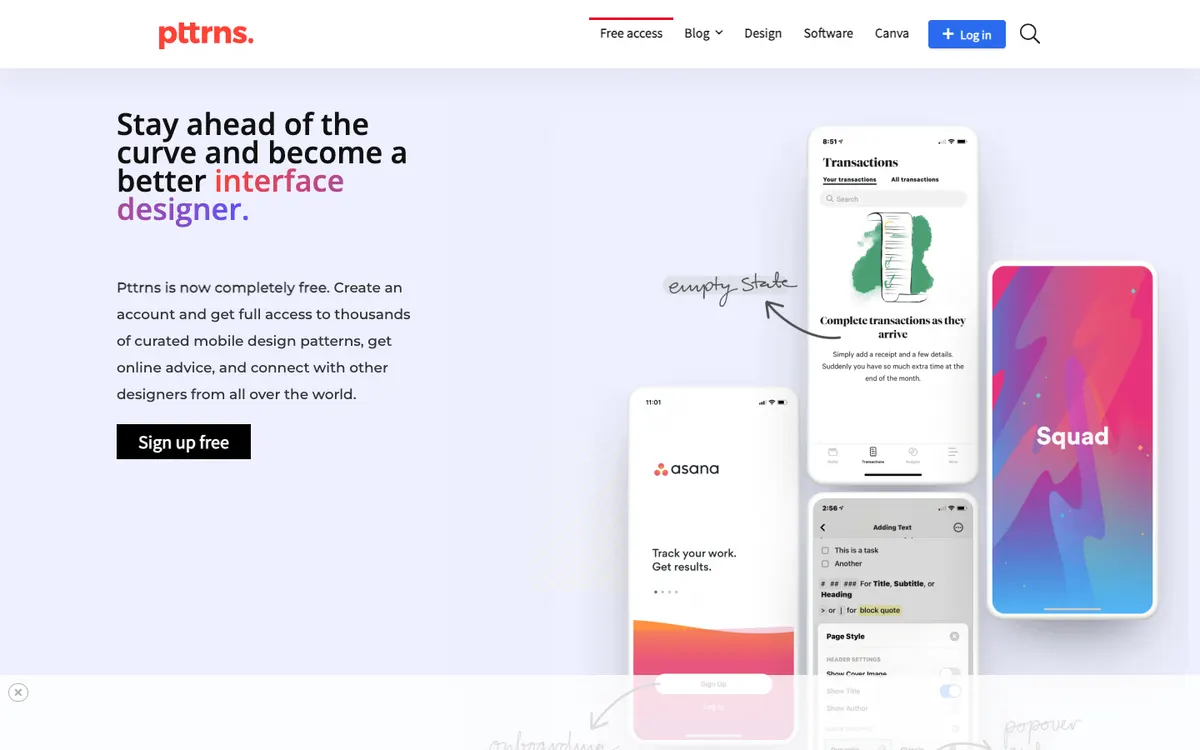 pttrns.
Free access
Blog
Design
Software
Canva
+ Log in
Stay ahead of the
curve and become a
better interface
designer.
Pttrns is now completely free. Create an
account and get full access to thousands
of curated mobile design patterns, get
online advice, and connect with other
designers from all over the world.
Sign up free
empty state
8:51
Transactions
Your transactions All transactions
Search
Complete transactions as they
arrive
Simply add a receipt and a few details.
Suddenly you have so much extra time at the
end of the month.
Transactions
Squad
11:01
asana
Track your work.
Get results.
Sign Up
Log In
2:56
Adding Text
This is a task
Another
# ## ### For Title, Subtitle, or
Heading
> or | for block quote
Page Style
HEADER SETTINGS
Show Cover Image
Show Title
Show Author
onboarding
popover